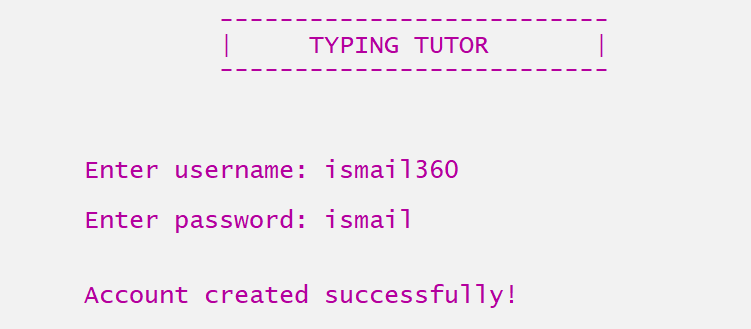 --------------------------
|     TYPING TUTOR       |
--------------------------
Enter username: ismail360
Enter password: ismail
Account created successfully!